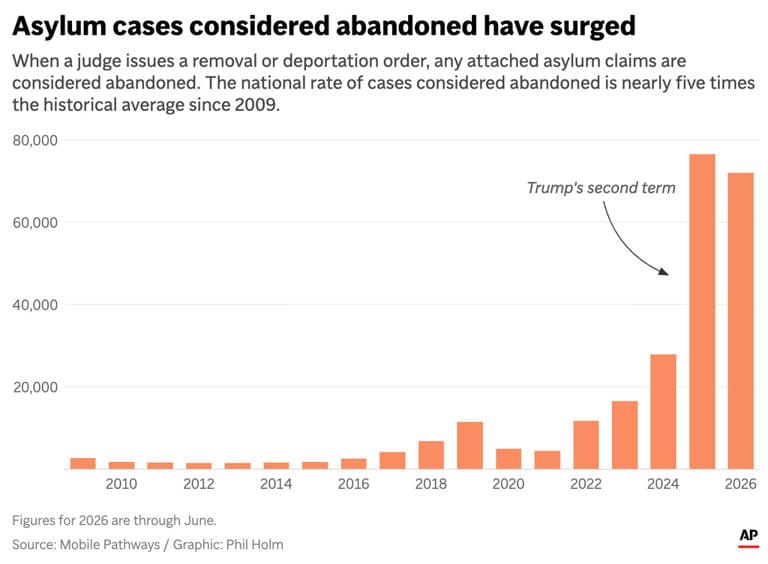 Asylum cases considered abandoned have surged
When a judge issues a removal or deportation order, any attached asylum claims are
considered abandoned. The national rate of cases considered abandoned is nearly five times
the historical average since 2009.
80,000
Trump's second term
60,000
40,000
20,000
2010 2012 2014 2016 2018 2020 2022 2024 2026
Figures for 2026 are through June.
Source: Mobile Pathways / Graphic: Phil Holm
AP